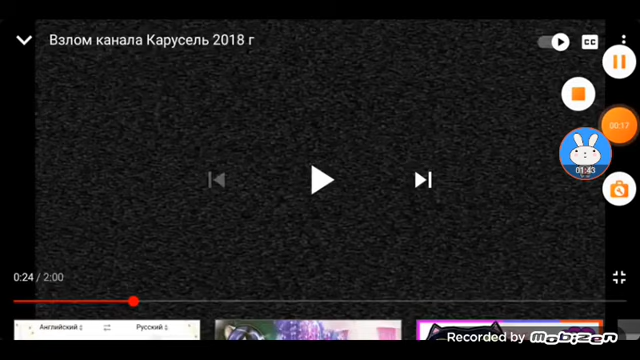 Взлом канала Карусель 2018 г
CC
00:17
01:43
0:24 / 2:00
Английский
Русский
Recorded by mobizen